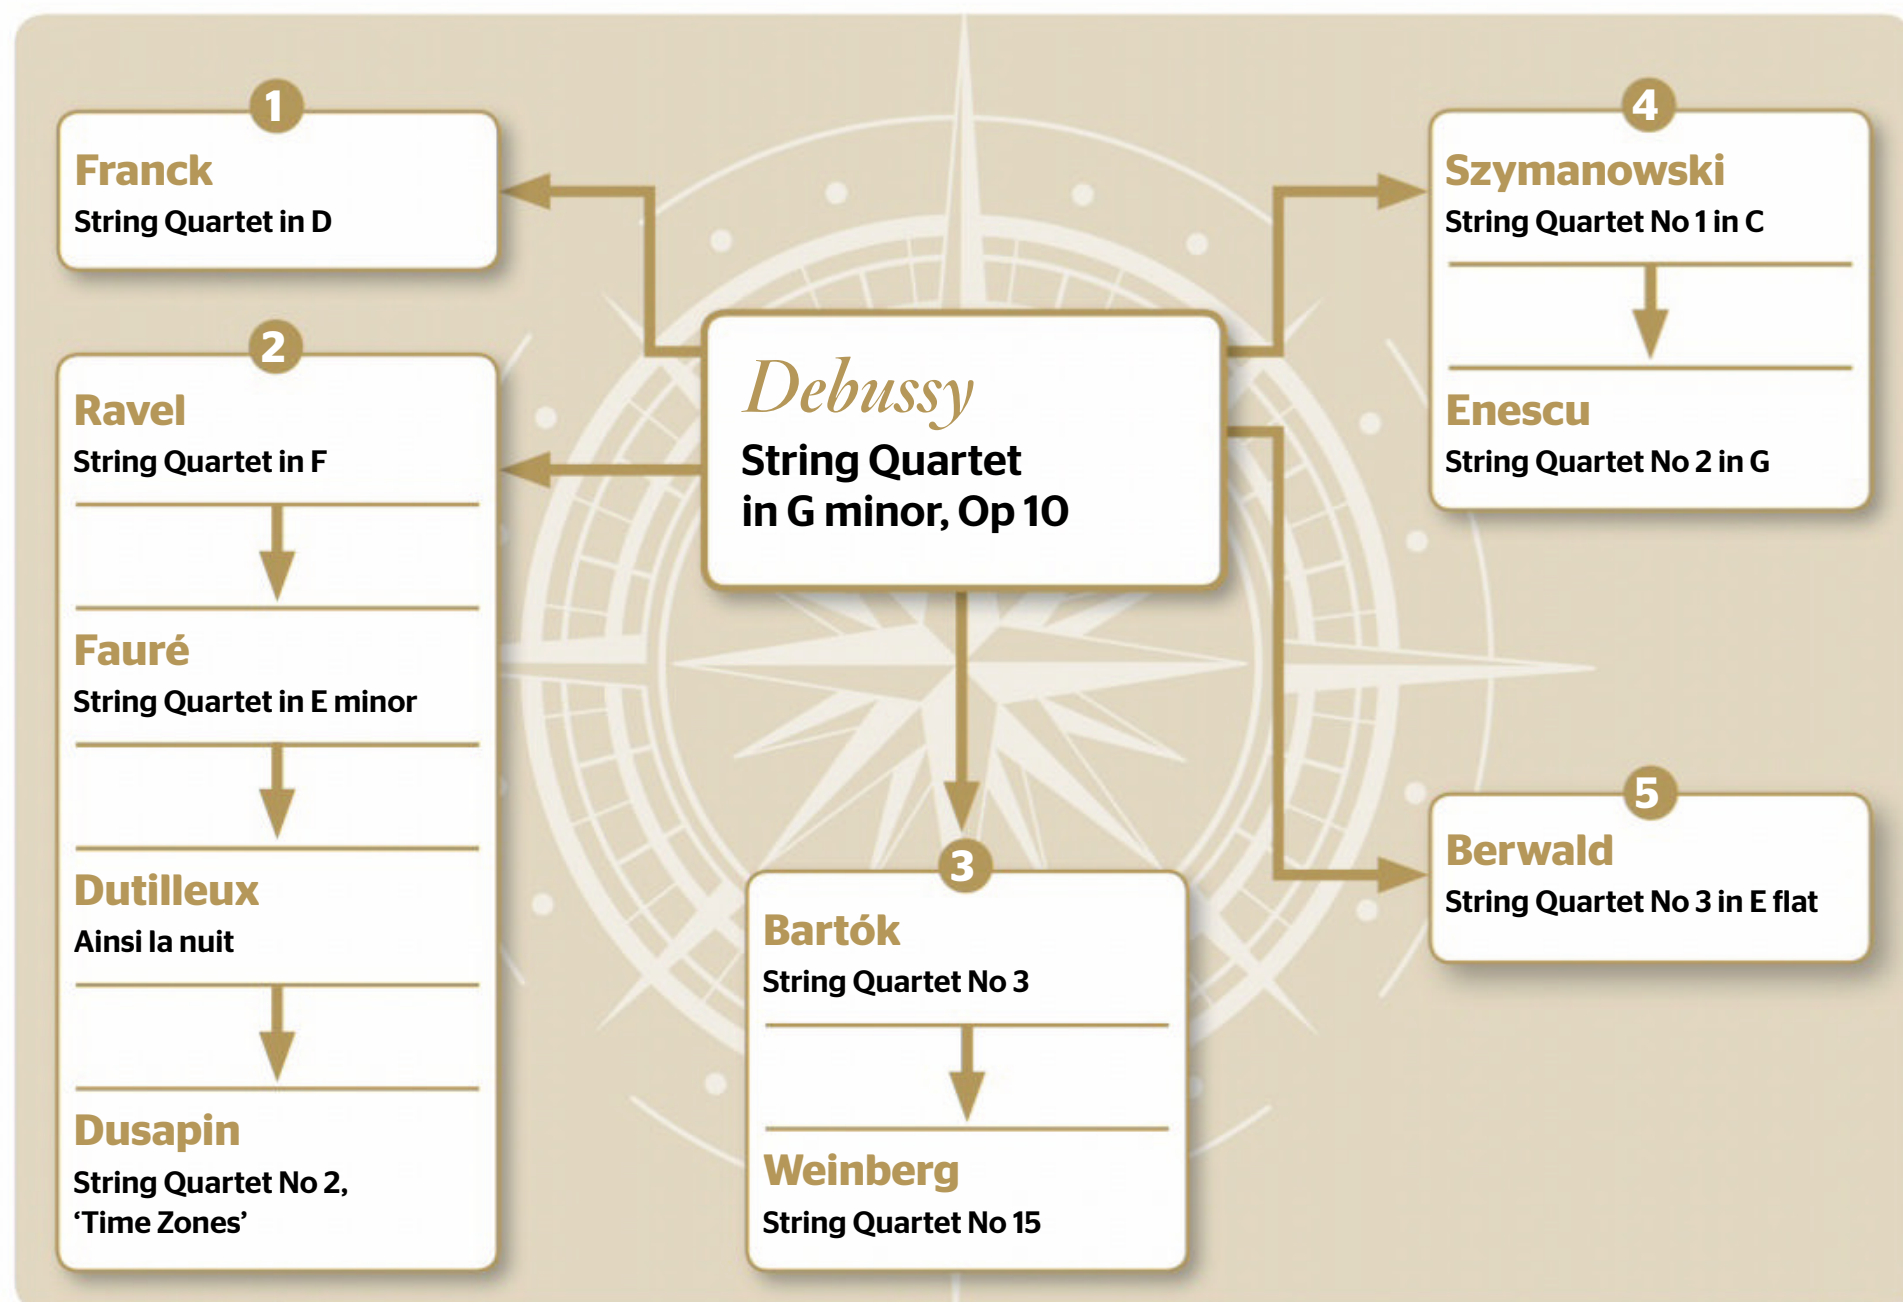 1
Franck
String Quartet in D
2
Ravel
String Quartet in F
Fauré
String Quartet in E minor
Dutilleux
Ainsi la nuit
Dusapin
String Quartet No 2,
‘Time Zones’
Debussy
String Quartet
in G minor, Op 10
3
Bartók
String Quartet No 3
Weinberg
String Quartet No 15
4
Szymanowski
String Quartet No 1 in C
Enescu
String Quartet No 2 in G
5
Berwald
String Quartet No 3 in E flat